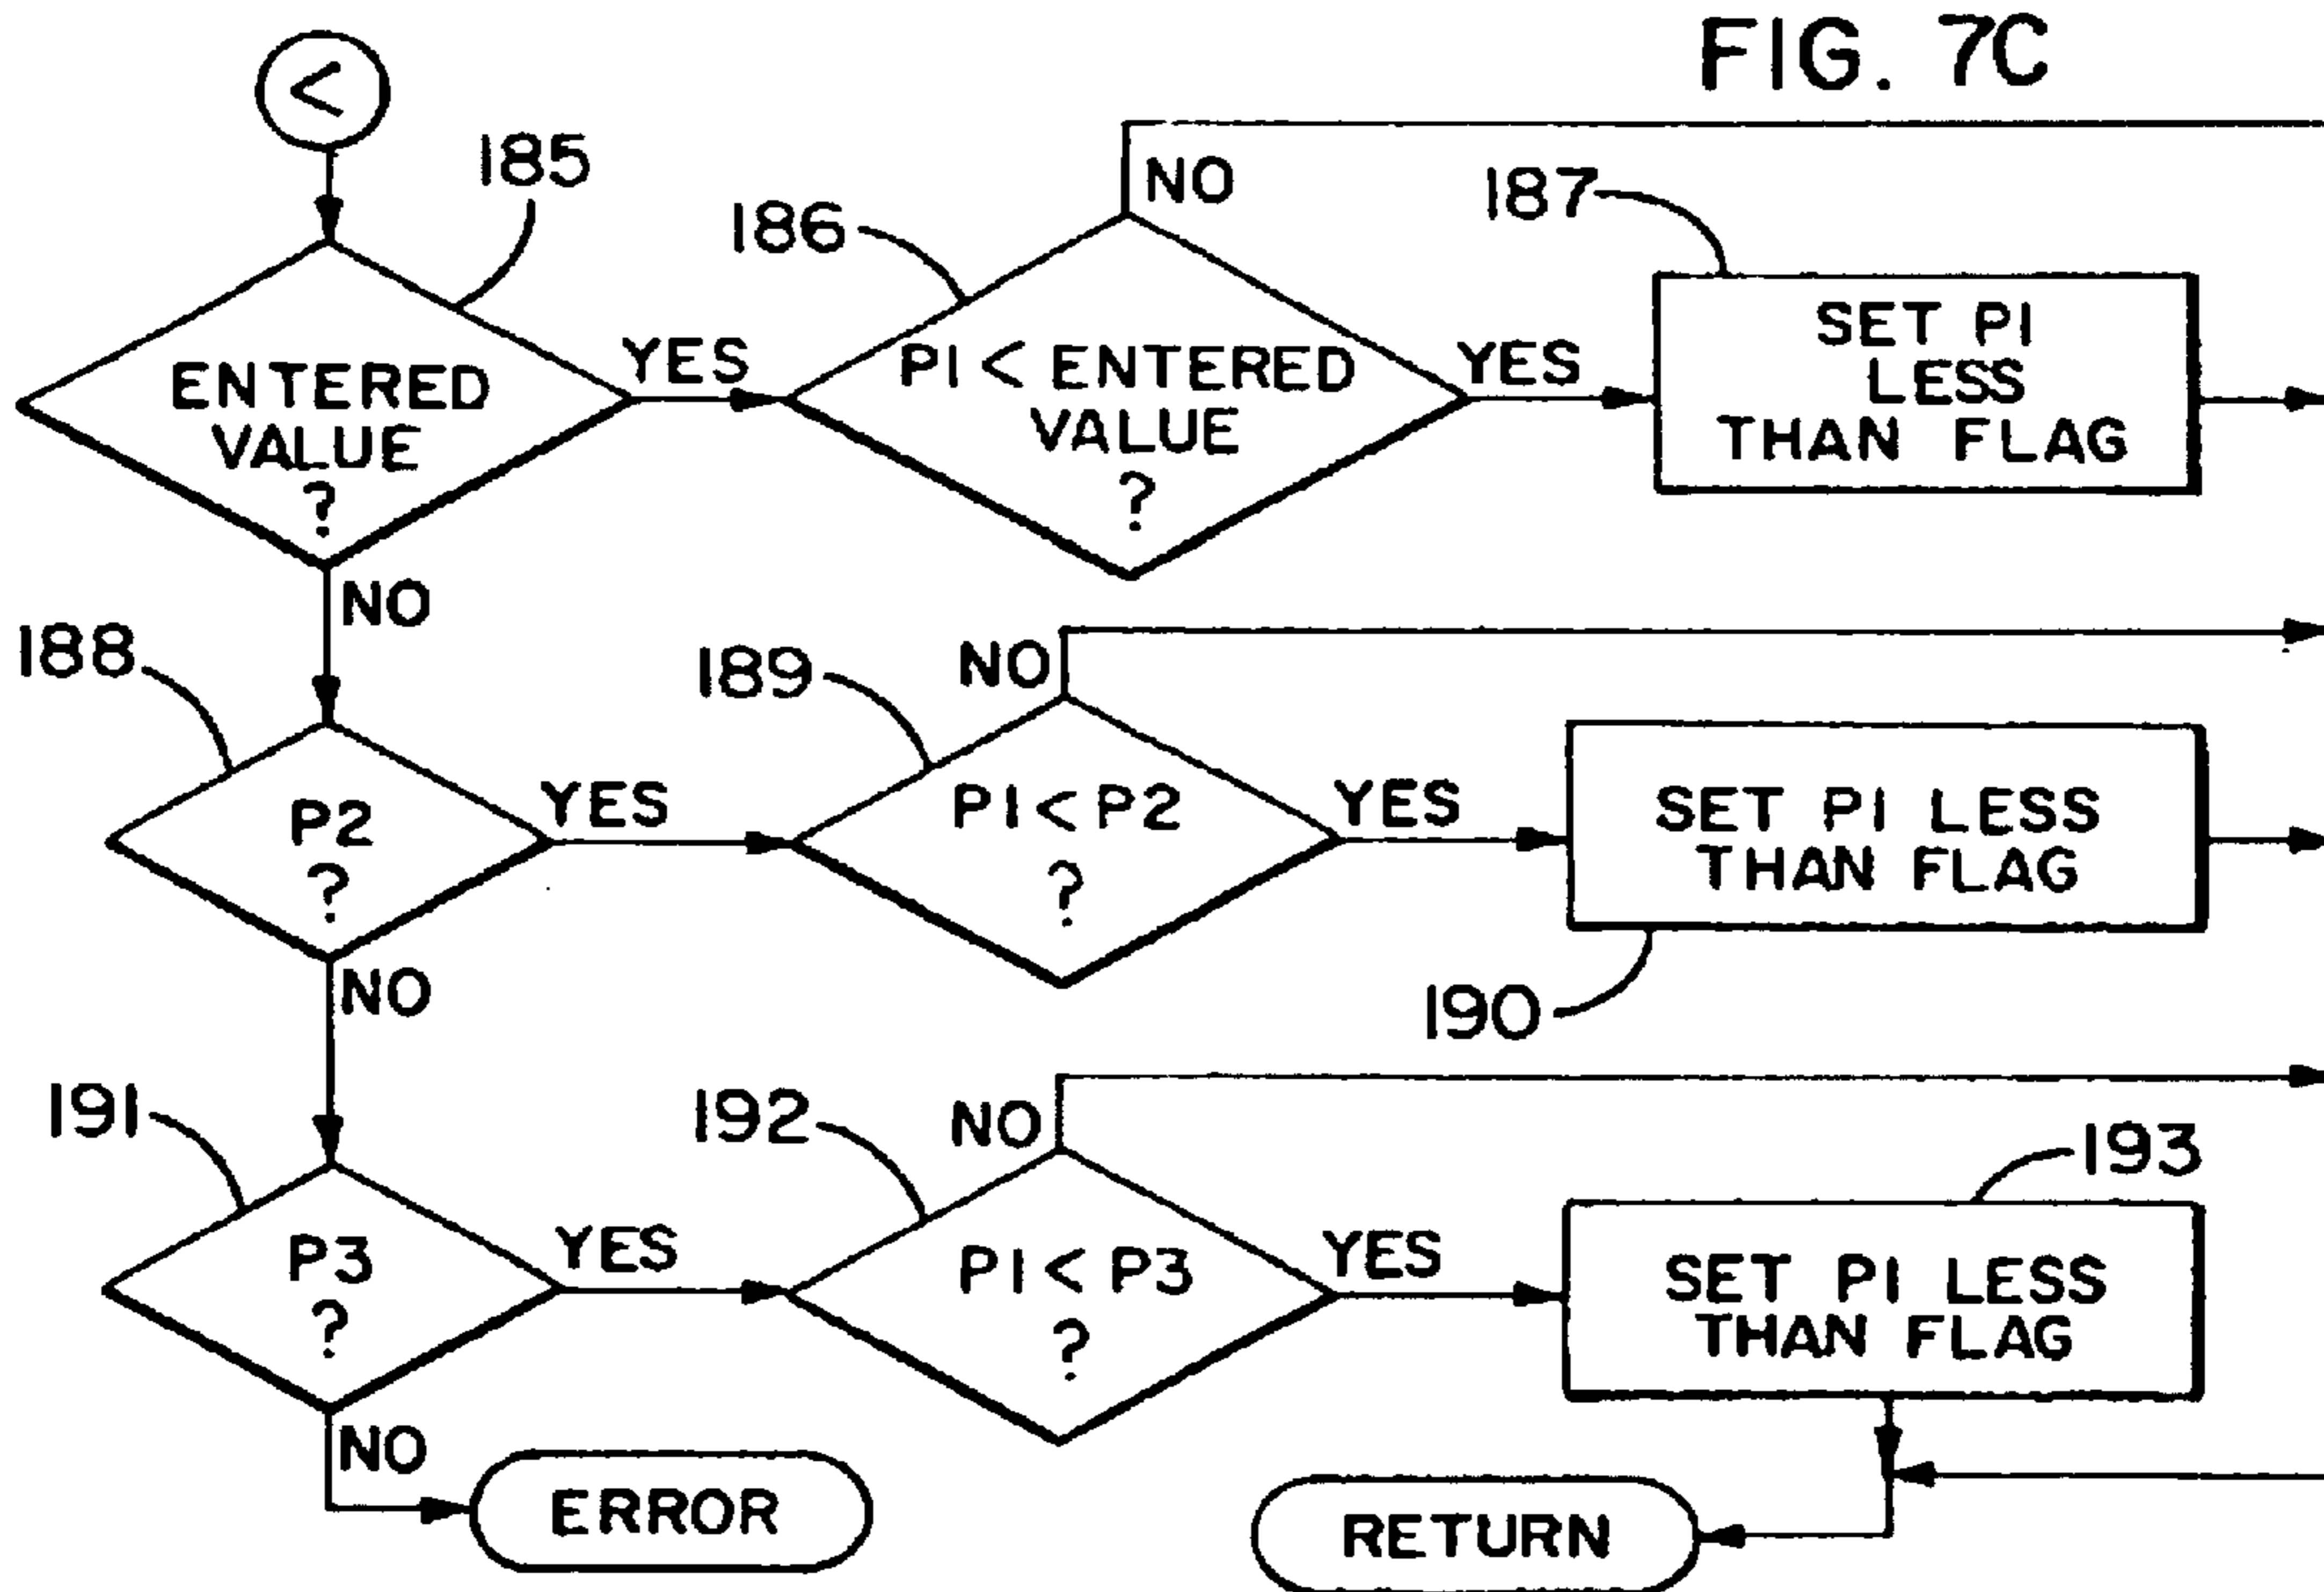 FIG. 7C
<
185
ENTERED
VALUE
?
YES
NO
186
P1 < ENTERED
VALUE
?
NO
YES
187
SET P1
LESS
THAN FLAG
188
P2
?
YES
NO
189
P1 < P2
?
NO
YES
SET P1 LESS
THAN FLAG
190
191
P3
?
YES
NO
192
P1 < P3
?
NO
YES
193
SET P1 LESS
THAN FLAG
ERROR
RETURN